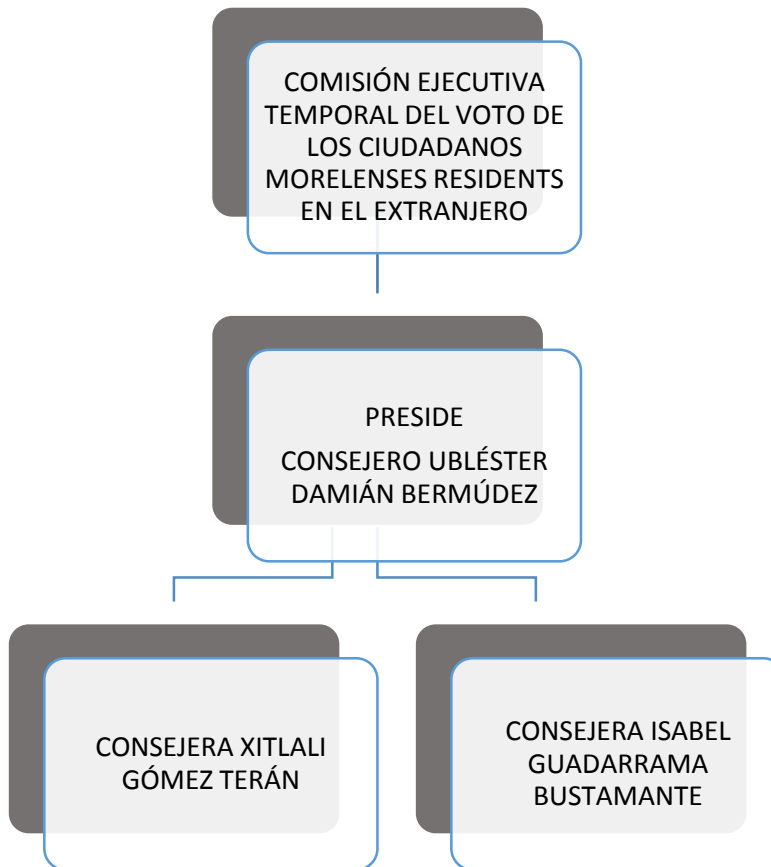 COMISIÓN EJECUTIVA
TEMPORAL DEL VOTO DE
LOS CIUDADANOS
MORELENSES RESIDENTS
EN EL EXTRANJERO
PRESIDE
CONSEJERO UBLÉSTER
DAMIÁN BERMÚDEZ
CONSEJERA XITLALI
GÓMEZ TERÁN
CONSEJERA ISABEL
GUADARRAMA
BUSTAMANTE